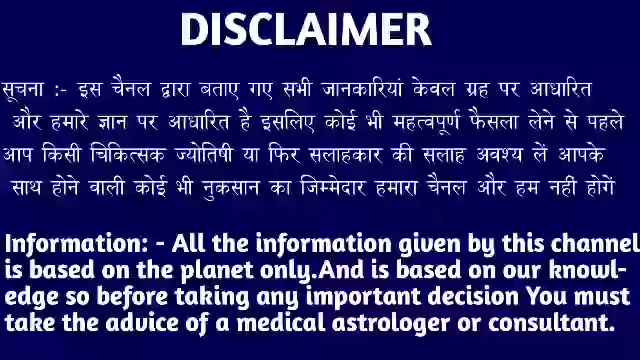 DISCLAIMER
सूचना :- इस चैनल द्वारा बताए गए सभी जानकारियां केवल ग्रह पर आधारित
और हमारे ज्ञान पर आधारित है इसलिए कोई भी महत्वपूर्ण फैसला लेने से पहले
आप किसी चिकित्सक ज्योतिषी या फिर सलाहकार की सलाह अवश्य लें आपके
साथ होने वाली कोई भी नुकसान का जिम्मेदार हमारा चैनल और हम नहीं होगें
Information: - All the information given by this channel
is based on the planet only.And is based on our knowl-
edge so before taking any important decision You must
take the advice of a medical astrologer or consultant.